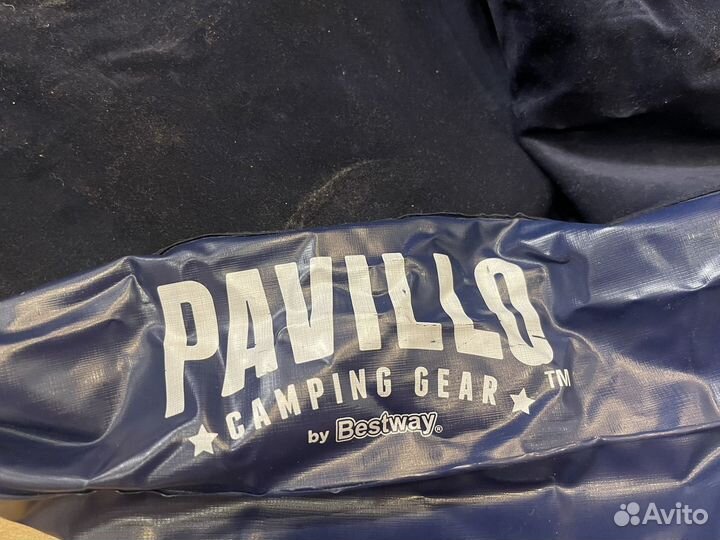 PAVILLO
CAMPING GEAR ™
by Bestway®
Avito